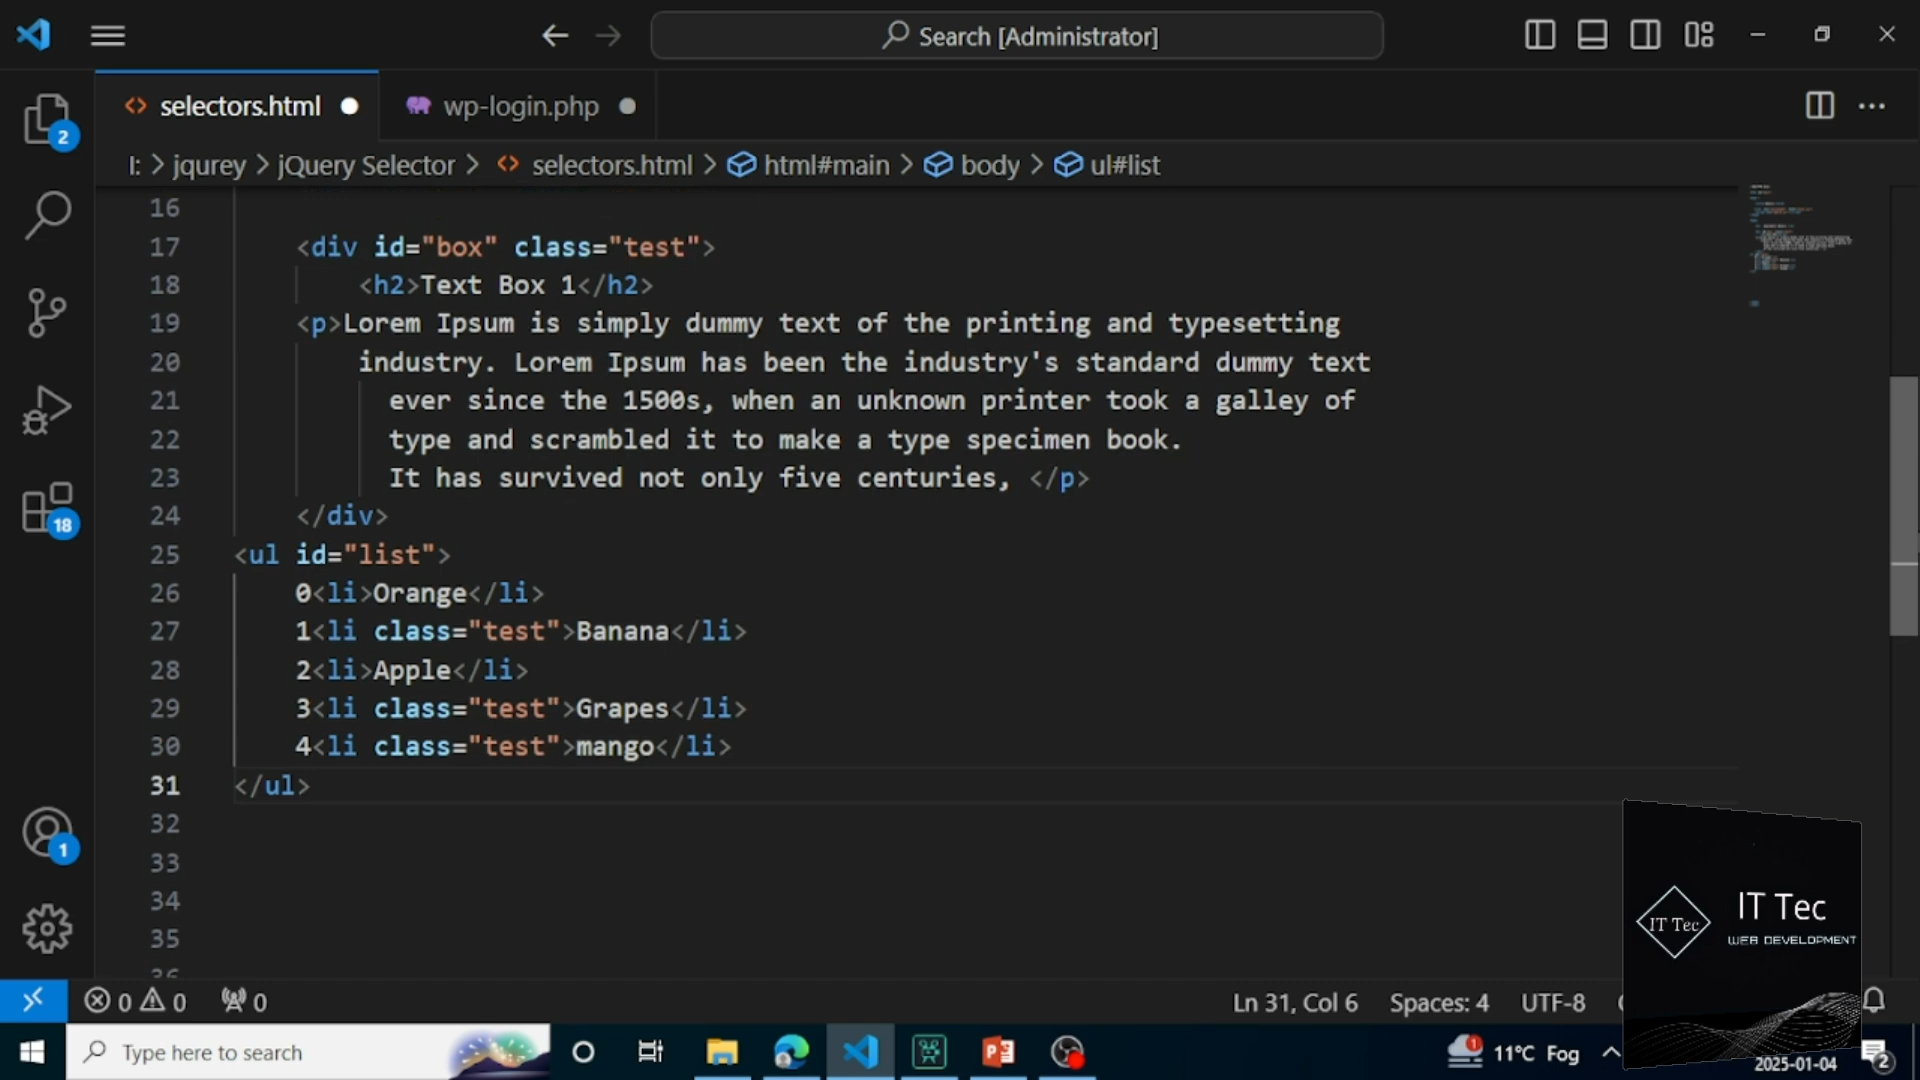 Search [Administrator]
selectors.html
wp-login.php
2
I: > jqurey > jQuery Selector > selectors.html > html#main > body > ul#list
16
17 <div id="box" class="test">
18 <h2>Text Box 1</h2>
19 <p>Lorem Ipsum is simply dummy text of the printing and typesetting
20 industry. Lorem Ipsum has been the industry's standard dummy text
21 ever since the 1500s, when an unknown printer took a galley of
22 type and scrambled it to make a type specimen book.
23 It has survived not only five centuries, </p>
24 </div>
18
25 <ul id="list">
26 0<li>Orange</li>
27 1<li class="test">Banana</li>
28 2<li>Apple</li>
29 3<li class="test">Grapes</li>
30 4<li class="test">mango</li>
31 </ul>
32
1
33
34
35
IT Tec
IT Tec
WEB DEVELOPMENT
0 0 0
Ln 31, Col 6 Spaces: 4 UTF-8
Type here to search
1
11°C Fog
2025-01-04
2